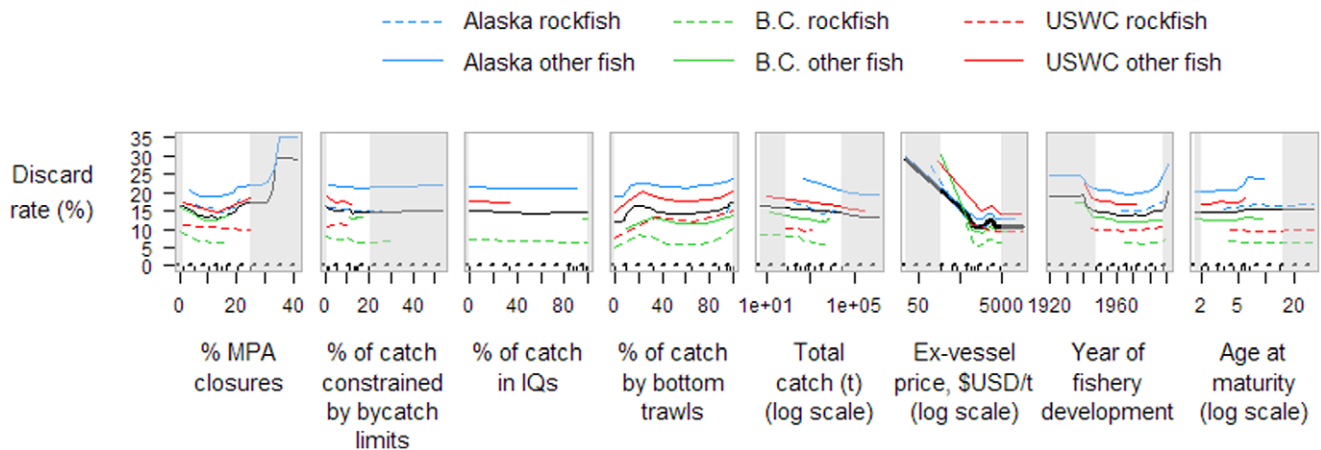 Alaska rockfish B.C. rockfish USWC rockfish
Alaska other fish B.C. other fish USWC other fish
35
30
25
20
15
10
5
0
Discard
rate (%)
0 20 40 0 20 40 0 40 80 0 40 80 1e+01 1e+05 50 5000 1920 1960 2 5 20
% MPA
closures
% of catch
constrained
by bycatch
limits
% of catch
in IQs
% of catch
by bottom
trawls
Total
catch (t)
(log scale)
Ex-vessel
price, $USD/t
(log scale)
Year of
fishery
development
Age at
maturity
(log scale)